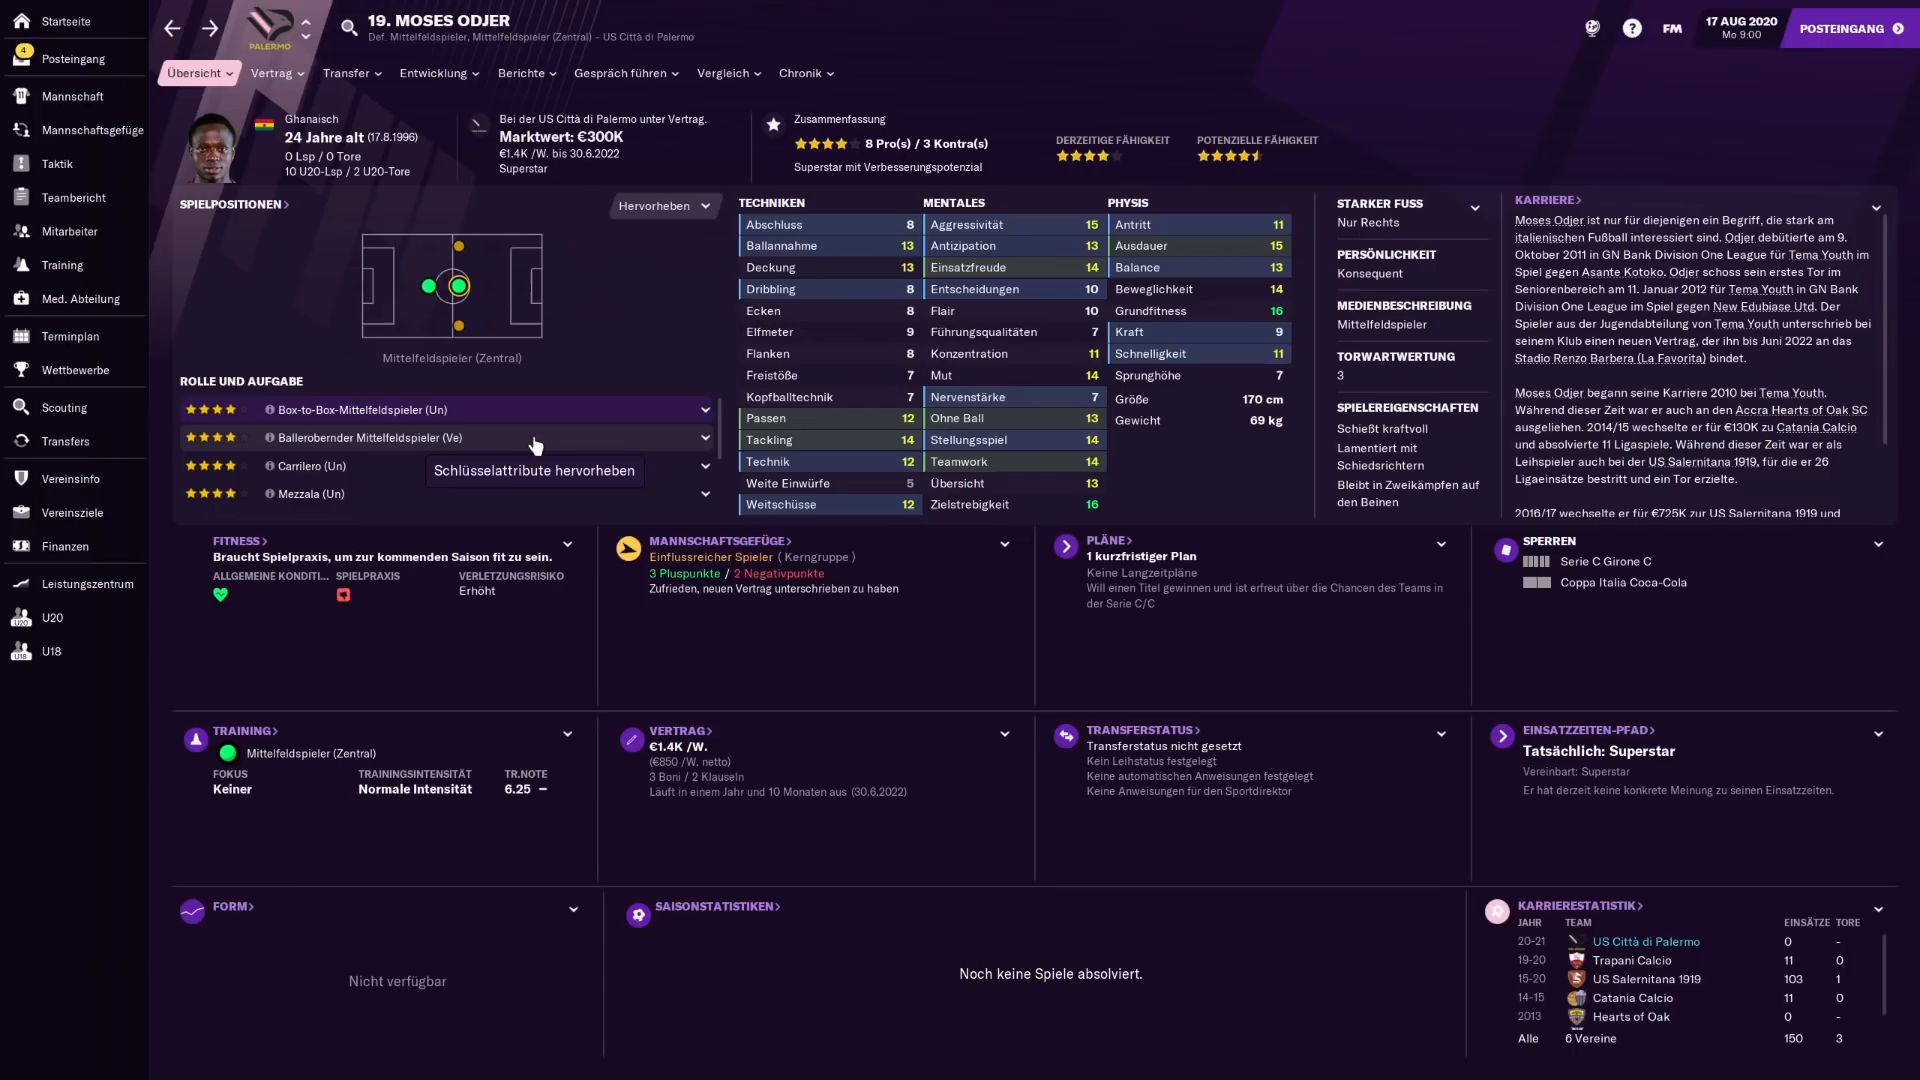 Startseite
4
Posteingang
Mannschaft
Mannschaftsgefüge
Taktik
Teambericht
Mitarbeiter
Training
Med. Abteilung
Terminplan
Wettbewerbe
Scouting
Transfers
Vereinsinfo
Vereinsziele
Finanzen
Leistungszentrum
U20
U20
U18
U18
PALERMO
19. MOSES ODJER
Def. Mittelfeldspieler, Mittelfeldspieler (Zentral) – US Città di Palermo
? FM
17 AUG 2020
Mo 9:00
POSTEINGANG
Übersicht
Vertrag
Transfer
Entwicklung
Berichte
Gespräch führen
Vergleich
Chronik
Ghanaisch
24 Jahre alt (17.8.1996)
0 Lsp / 0 Tore
10 U20-Lsp / 2 U20-Tore
Bei der US Città di Palermo unter Vertrag.
Marktwert: €300K
€1.4K /W. bis 30.6.2022
Superstar
Zusammenfassung
8 Pro(s) / 3 Kontra(s)
Superstar mit Verbesserungspotenzial
DERZEITIGE FÄHIGKEIT
POTENZIELLE FÄHIGKEIT
SPIELPOSITIONEN
Hervorheben
Mittelfeldspieler (Zentral)
ROLLE UND AUFGABE
Box-to-Box-Mittelfeldspieler (Un)
Ballerobernder Mittelfeldspieler (Ve)
Carrilero (Un)
Mezzala (Un)
Schlüsselattribute hervorheben
TECHNIKEN
Abschluss 8
Ballannahme 13
Deckung 13
Dribbling 8
Ecken 8
Elfmeter 9
Flanken 8
Freistöße 7
Kopfballtechnik 7
Passen 12
Tackling 14
Technik 12
Weite Einwürfe 5
Weitschüsse 12
MENTALES
Aggressivität 15
Antizipation 13
Einsatzfreude 14
Entscheidungen 10
Flair 10
Führungsqualitäten 7
Konzentration 11
Mut 14
Nervenstärke 7
Ohne Ball 13
Stellungsspiel 14
Teamwork 14
Übersicht 13
Zielstrebigkeit 16
PHYSIS
Antritt 11
Ausdauer 15
Balance 13
Beweglichkeit 14
Grundfitness 16
Kraft 9
Schnelligkeit 11
Sprunghöhe 7
Größe 170 cm
Gewicht 69 kg
STARKER FUSS
Nur Rechts
PERSÖNLICHKEIT
Konsequent
MEDIENBESCHREIBUNG
Mittelfeldspieler
TORWARTWERTUNG
3
SPIELEREIGENSCHAFTEN
Schießt kraftvoll
Lamentiert mit
Schiedsrichtern
Bleibt in Zweikämpfen auf
den Beinen
KARRIERE
Moses Odjer ist nur für diejenigen ein Begriff, die stark am
italienischen Fußball interessiert sind. Odjer debütierte am 9.
Oktober 2011 in GN Bank Division One League für Tema Youth im
Spiel gegen Asante Kotoko. Odjer schoss sein erstes Tor im
Seniorenbereich am 11. Januar 2012 für Tema Youth in GN Bank
Division One League im Spiel gegen New Edubiase Utd. Der
Spieler aus der Jugendabteilung von Tema Youth unterschrieb bei
seinem Klub einen neuen Vertrag, der ihn bis Juni 2022 an das
Stadio Renzo Barbera (La Favorita) bindet.
Moses Odjer begann seine Karriere 2010 bei Tema Youth.
Während dieser Zeit war er auch an den Accra Hearts of Oak SC
ausgeliehen. 2014/15 wechselte er für €130K zu Catania Calcio
und absolvierte 11 Ligaspiele. Während dieser Zeit war er als
Leihspieler auch bei der US Salernitana 1919, für die er 26
Ligaeinsätze bestritt und ein Tor erzielte.
2016/17 wechselte er für €725K zur US Salernitana 1919 und
FITNESS
Braucht Spielpraxis, um zur kommenden Saison fit zu sein.
ALLGEMEINE KONDITI...
SPIELPRAXIS
VERLETZUNGSRISIKO
Erhöht
MANNSCHAFTSGEFÜGE
Einflussreicher Spieler ( Kerngruppe )
3 Pluspunkte / 2 Negativpunkte
Zufrieden, neuen Vertrag unterschrieben zu haben
PLÄNE
1 kurzfristiger Plan
Keine Langzeitpläne
Will einen Titel gewinnen und ist erfreut über die Chancen des Teams in
der Serie C/C
SPERREN
Serie C Girone C
Coppa Italia Coca-Cola
TRAINING
Mittelfeldspieler (Zentral)
FOKUS
Keiner
TRAININGSINTENSITÄT
Normale Intensität
TR.NOTE
6.25 –
VERTRAG
€1.4K /W.
(€850 /W. netto)
3 Boni / 2 Klauseln
Läuft in einem Jahr und 10 Monaten aus (30.6.2022)
TRANSFERSTATUS
Transferstatus nicht gesetzt
Kein Leihstatus festgelegt
Keine automatischen Anweisungen festgelegt
Keine Anweisungen für den Sportdirektor
EINSATZZEITEN-PFAD
Tatsächlich: Superstar
Vereinbart: Superstar
Er hat derzeit keine konkrete Meinung zu seinen Einsatzzeiten.
FORM
Nicht verfügbar
SAISONSTATISTIKEN
Noch keine Spiele absolviert.
KARRIERESTATISTIK
JAHR TEAM EINSÄTZE TORE
20-21 US Città di Palermo 0 -
19-20 Trapani Calcio 11 0
15-20 US Salernitana 1919 103 1
14-15 Catania Calcio 11 0
2013 Hearts of Oak 0 -
Alle 6 Vereine 150 3